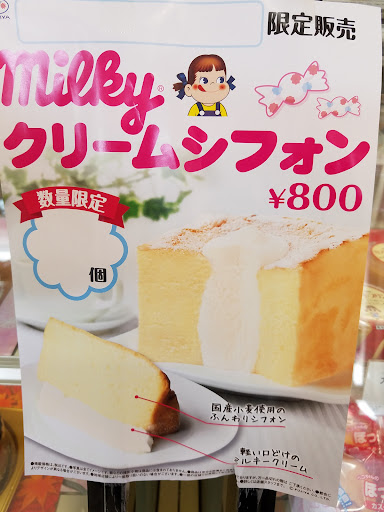 限定販売
milky
クリームシフォン
¥800
数量限定
個
国産小麦使用の
ふんわりシフォン
軽い口どけの
ミルキークリーム